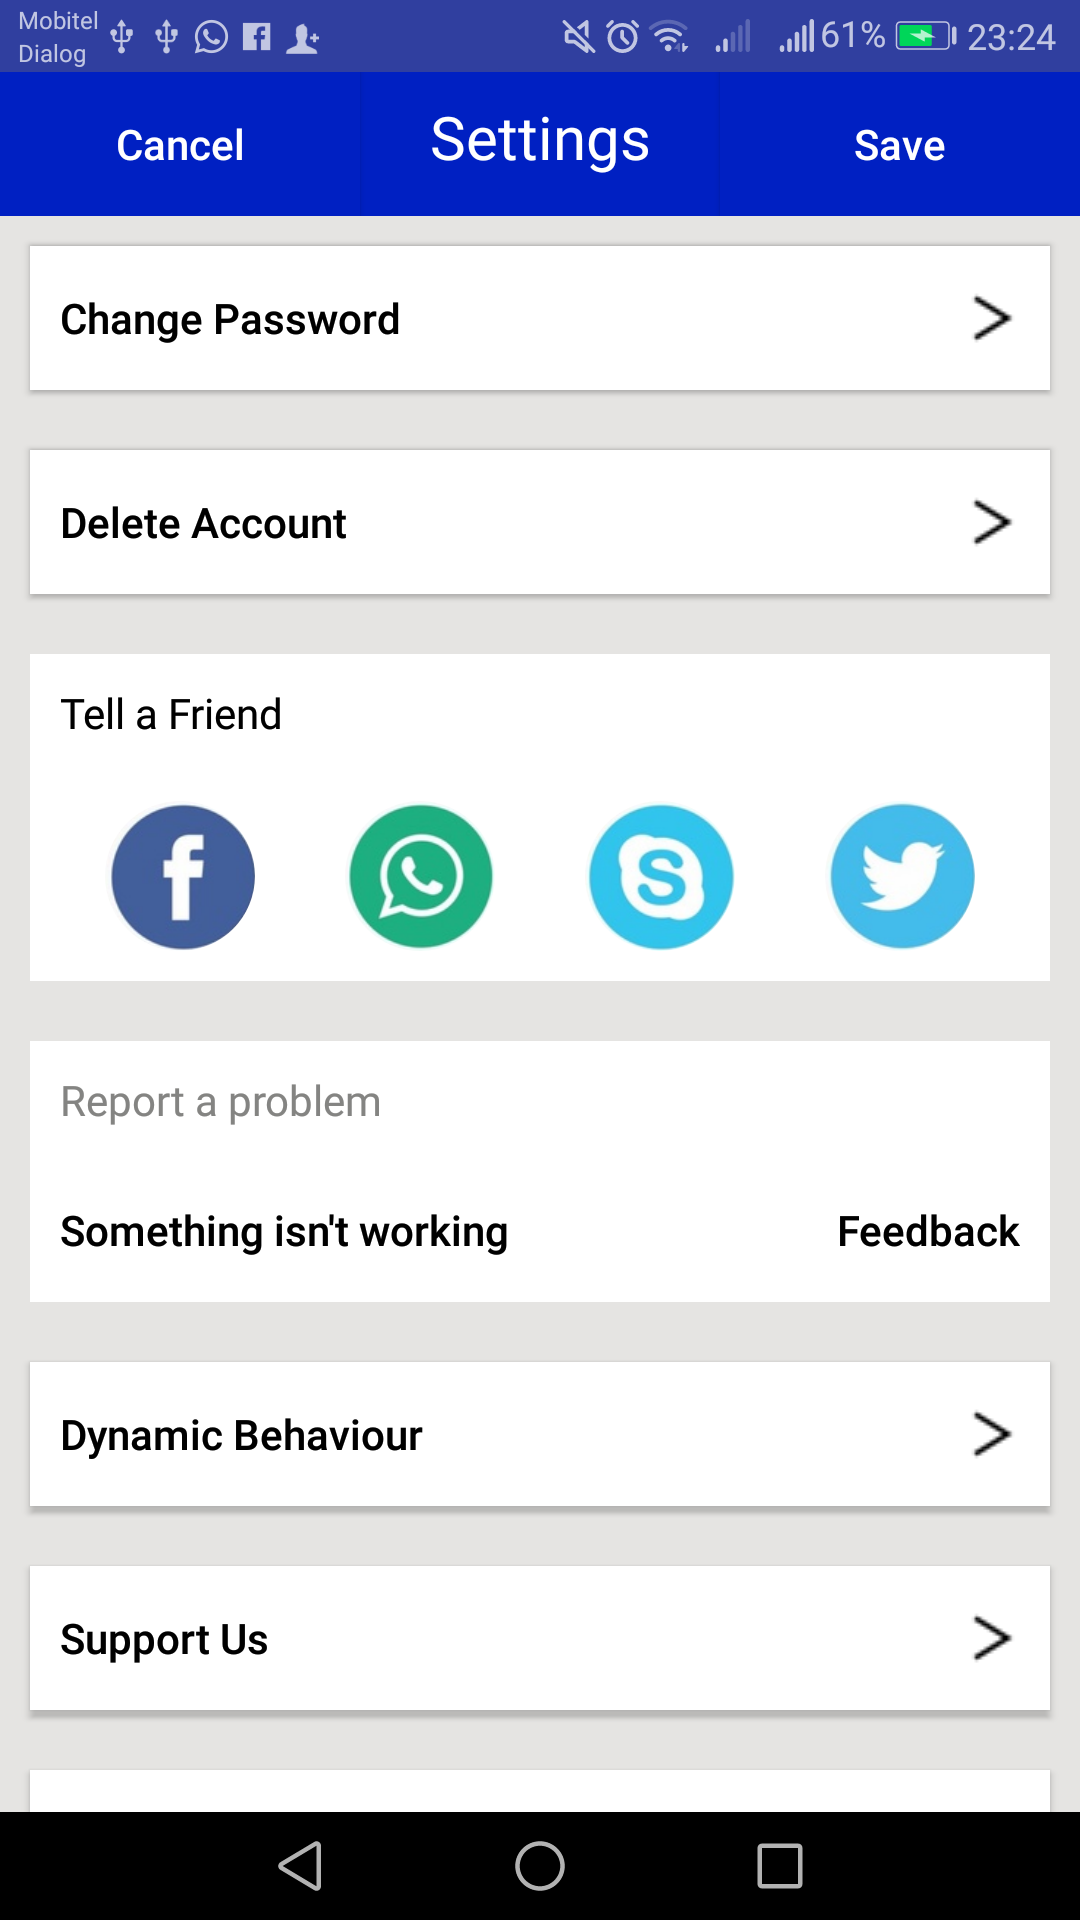 Mobitel
Dialog
61% 23:24
Cancel Settings Save
Change Password
Delete Account
Tell a Friend
Report a problem
Something isn't working Feedback
Dynamic Behaviour
Support Us